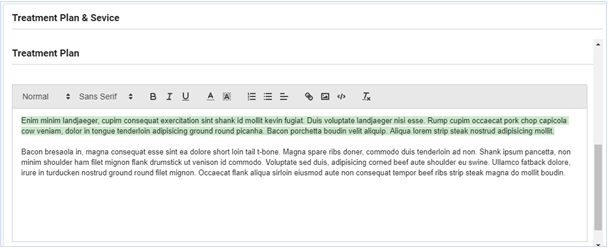 Treatment Plan & Sevice
Treatment Plan
Normal Sans Serif B I U A A
Enim minim landjaeger, cupim consequat exercitation sint shank id mollit kevin fugiat. Duis voluptate landjaeger nisi esse. Rump cupim occaecat pork chop capicola
cow veniam, dolor in tongue tenderloin adipisicing ground round picanha. Bacon porchetta boudin velit aliquip. Aliqua lorem strip steak nostrud adipisicing mollit.
Bacon bresaola in, magna consequat esse sint ea dolore short loin tail t-bone. Magna spare ribs doner, commodo duis tenderloin ad non. Shank ipsum pancetta, non
minim shoulder ham filet mignon flank drumstick ut venison id commodo. Voluptate sed duis, adipisicing corned beef aute shoulder eu swine. Ullamco fatback dolore,
irure in turducken nostrud ground round filet mignon. Occaecat flank aliqua sirloin eiusmod aute non consequat tempor beef ribs strip steak magna do mollit boudin.